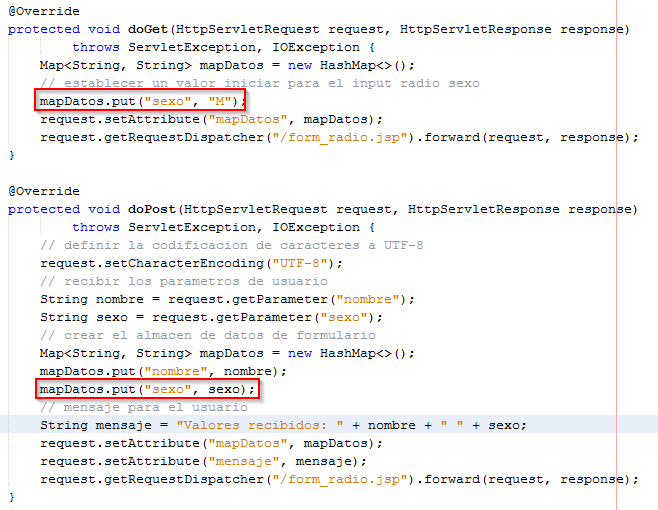 @Override
protected void doGet(HttpServletRequest request, HttpServletResponse response)
        throws ServletException, IOException {
    Map<String, String> mapDatos = new HashMap<>();
    // establecer un valor iniciar para el input radio sexo
    mapDatos.put("sexo", "M");
    request.setAttribute("mapDatos", mapDatos);
    request.getRequestDispatcher("/form_radio.jsp").forward(request, response);
}
@Override
protected void doPost(HttpServletRequest request, HttpServletResponse response)
        throws ServletException, IOException {
    // definir la codificacion de caracteres a UTF-8
    request.setCharacterEncoding("UTF-8");
    // recibir los parametros de usuario
    String nombre = request.getParameter("nombre");
    String sexo = request.getParameter("sexo");
    // crear el almacen de datos de formulario
    Map<String, String> mapDatos = new HashMap<>();
    mapDatos.put("nombre", nombre);
    mapDatos.put("sexo", sexo);
    // mensaje para el usuario
    String mensaje = "Valores recibidos: " + nombre + " " + sexo;
    request.setAttribute("mapDatos", mapDatos);
    request.setAttribute("mensaje", mensaje);
    request.getRequestDispatcher("/form_radio.jsp").forward(request, response);
}